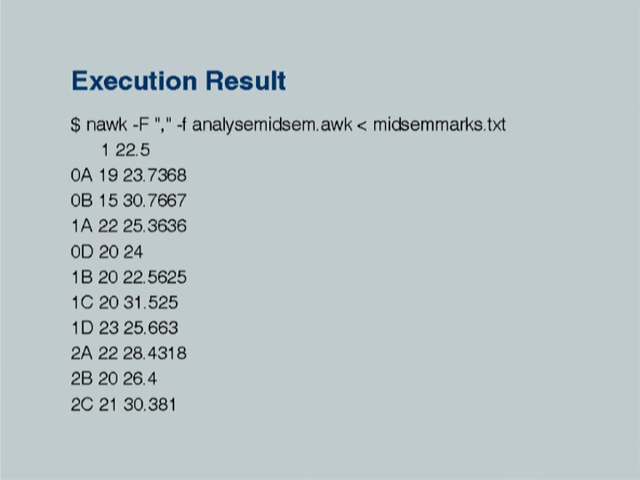 Execution Result
$ nawk -F "," -f analysemidsem.awk < midsemmarks.txt
1 22.5
0A 19 23.7368
0B 15 30.7667
1A 22 25.3636
0D 20 24
1B 20 22.5625
1C 20 31.525
1D 23 25.663
2A 22 28.4318
2B 20 26.4
2C 21 30.381